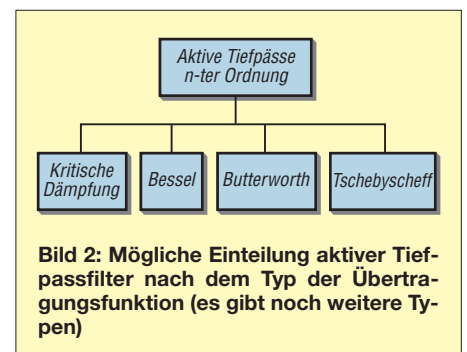 Aktive Tiefpässe
n-ter Ordnung
Kritische
Dämpfung
Bessel
Butterworth
Tschebyscheff
Bild 2: Mögliche Einteilung aktiver Tief-
passfilter nach dem Typ der Übertra-
gungsfunktion (es gibt noch weitere Ty-
pen)